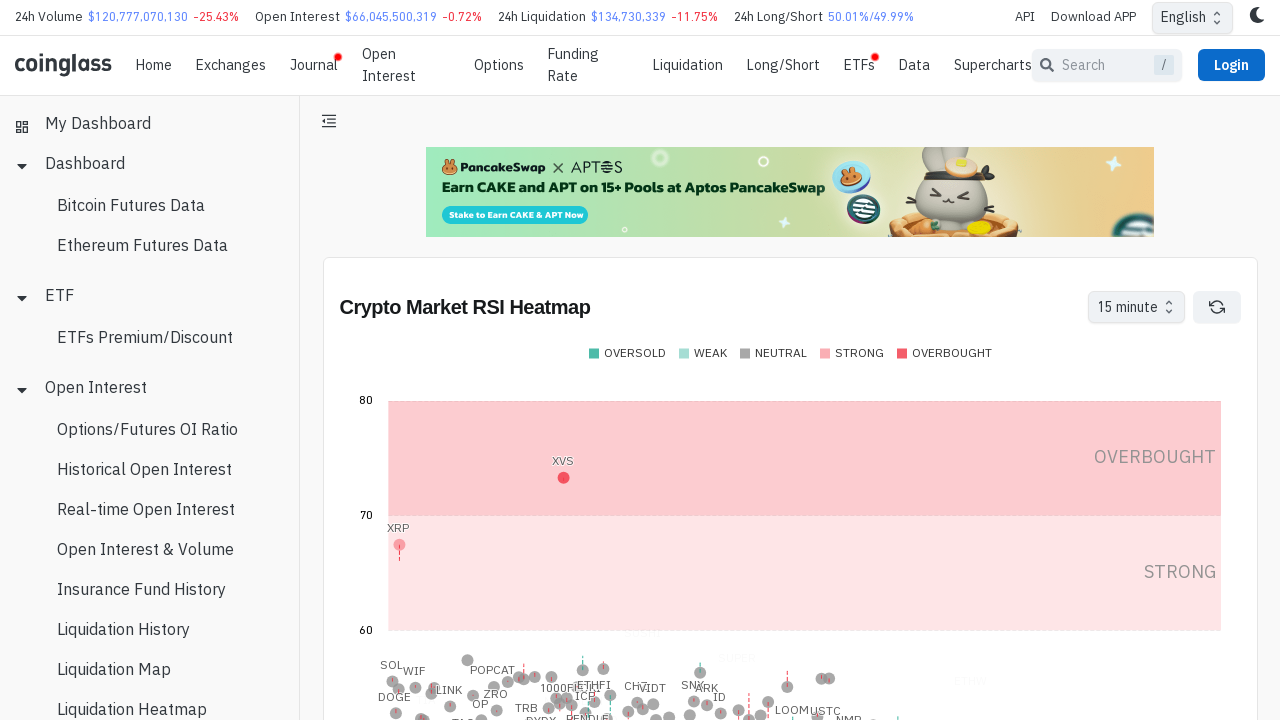 24h Volume $120,777,070,130 -25.43% Open Interest $66,045,500,319 -0.72% 24h Liquidation $134,730,339 -11.75% 24h Long/Short 50.01%/49.99% API Download APP English
coinglass Home Exchanges Journal Open Interest Options Funding Rate Liquidation Long/Short ETFs Data Supercharts Search / Login
My Dashboard
Dashboard
Bitcoin Futures Data
Ethereum Futures Data
ETF
ETFs Premium/Discount
Open Interest
Options/Futures OI Ratio
Historical Open Interest
Real-time Open Interest
Open Interest & Volume
Insurance Fund History
Liquidation History
Liquidation Map
Liquidation Heatmap
PancakeSwap × APTOS
Earn CAKE and APT on 15+ Pools at Aptos PancakeSwap
Stake to Earn CAKE & APT Now
Crypto Market RSI Heatmap
15 minute
OVERSOLD WEAK NEUTRAL STRONG OVERBOUGHT
80
OVERBOUGHT
XVS
70
XRP
STRONG
60
SOL WIF POPCAT
DOGE LINK OP ZRO TRB ICP ETHFI CHZ VIDT SNX ARK ID LOOM USTC